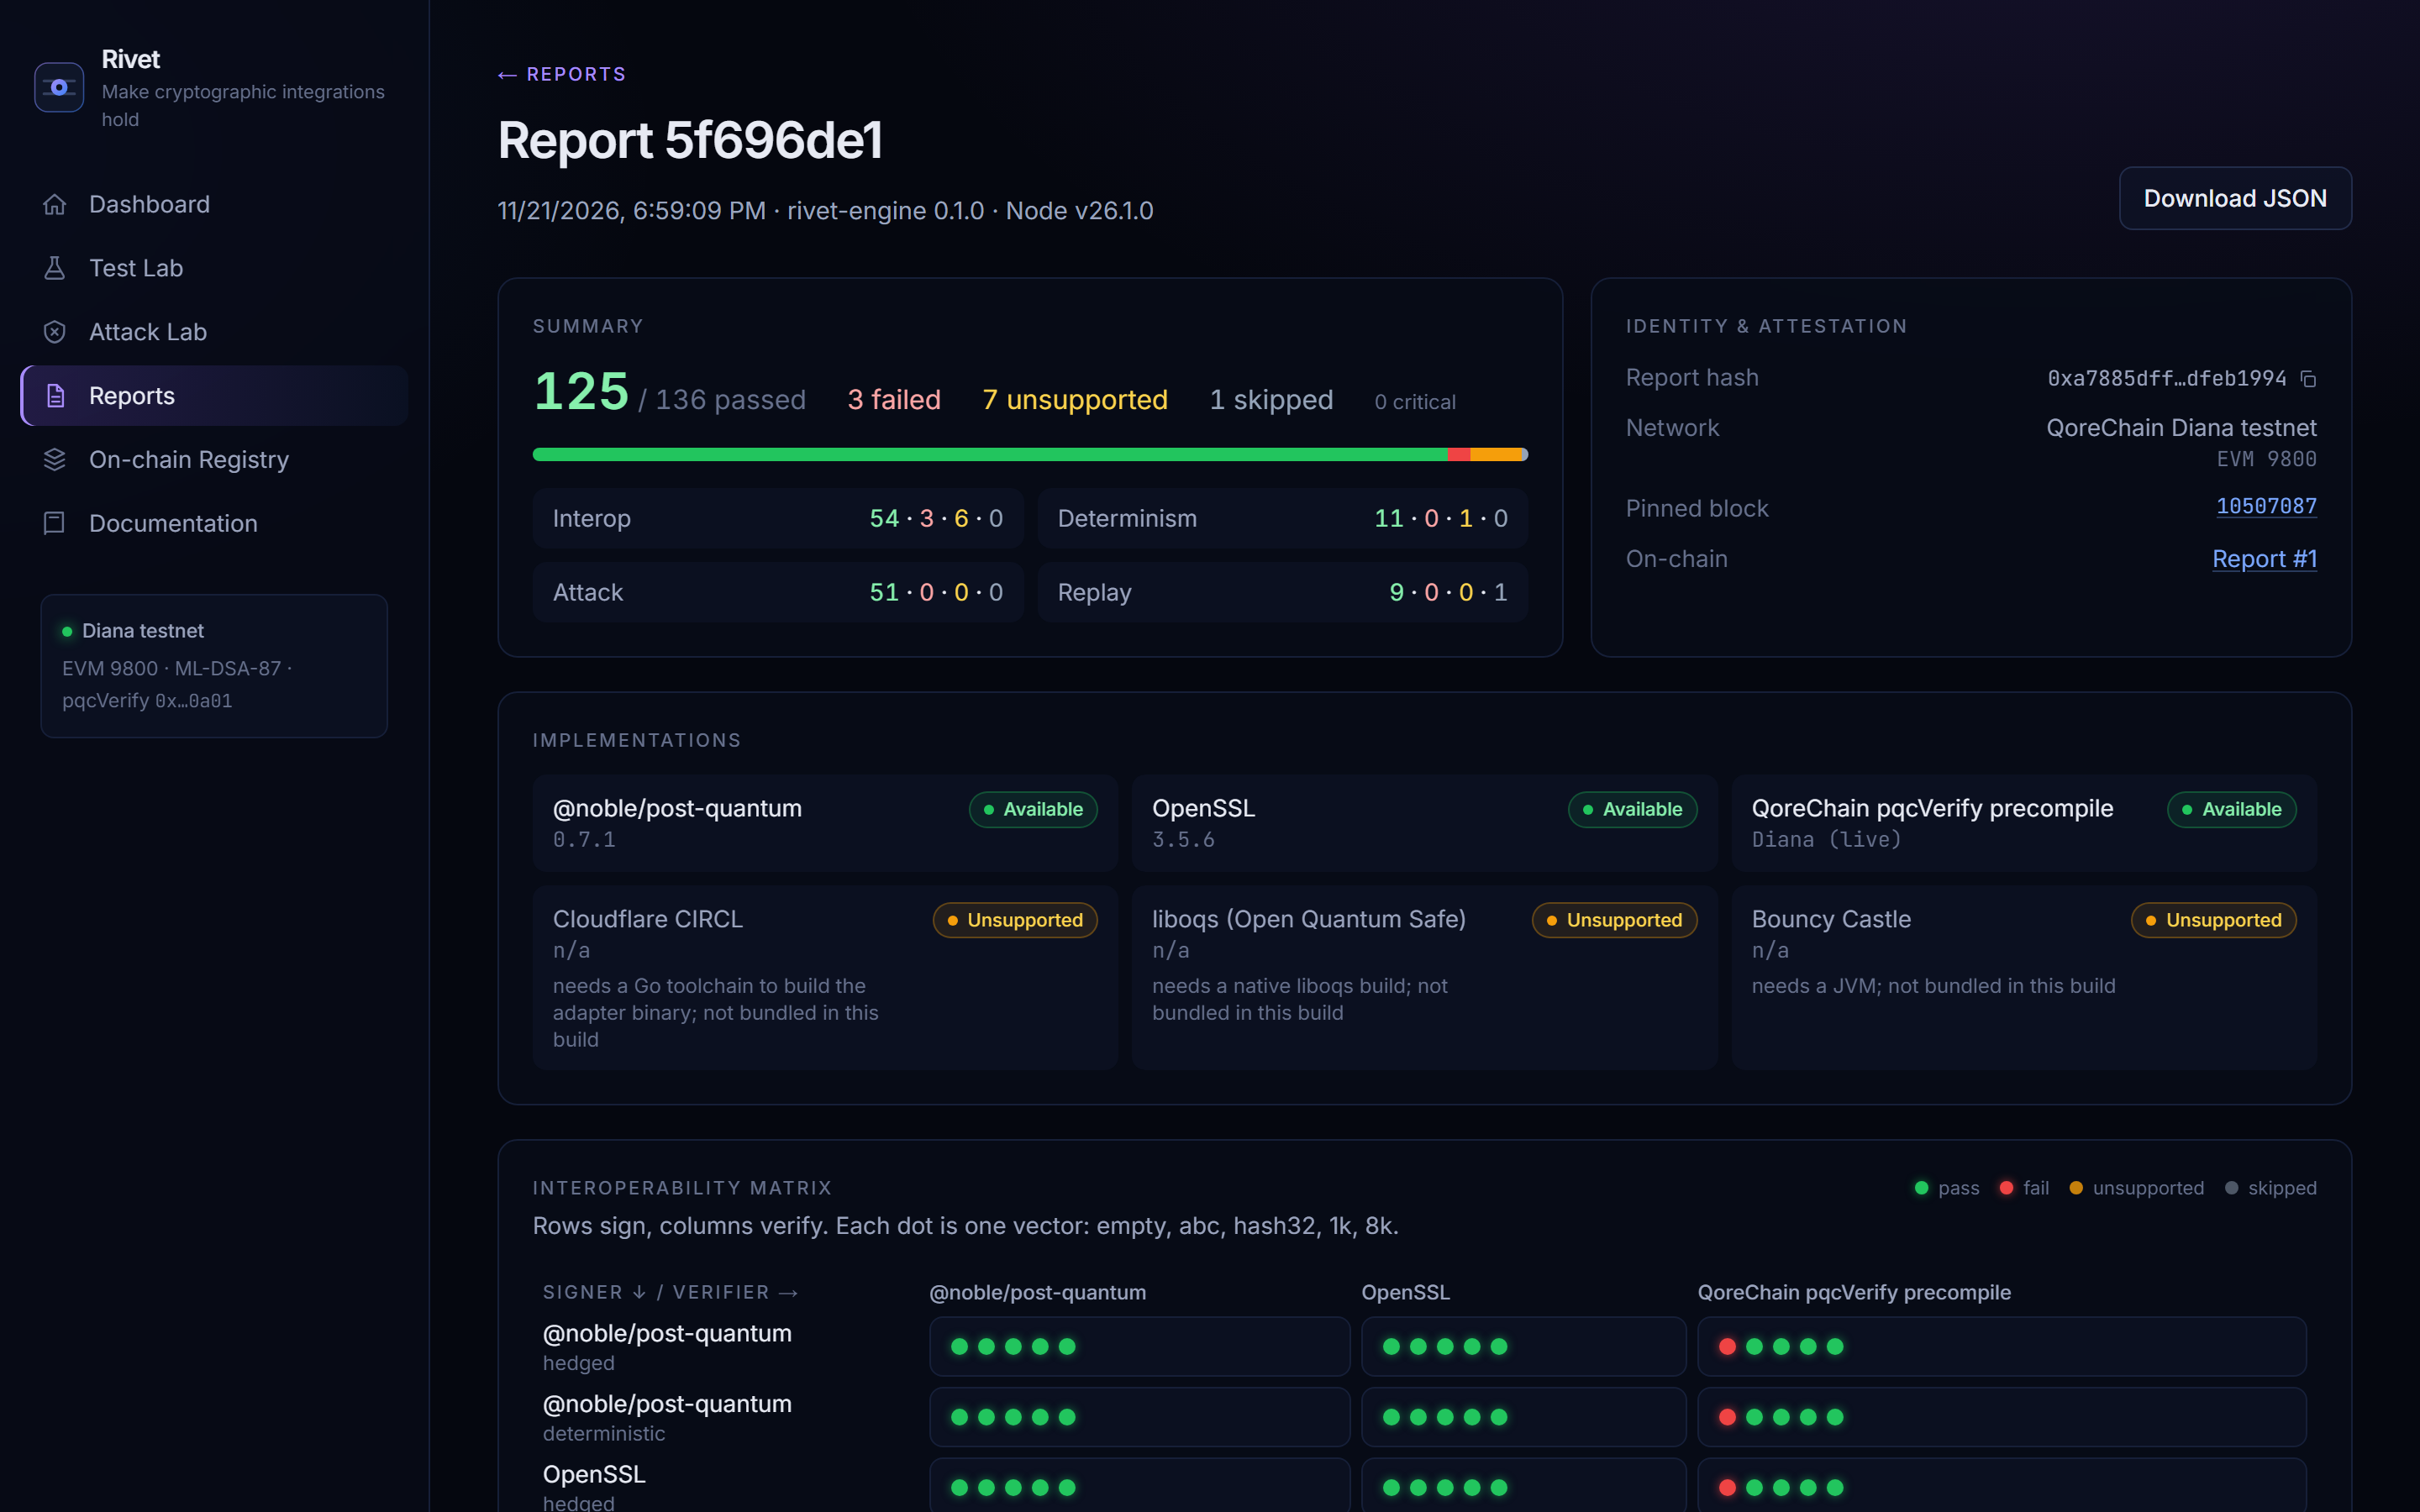 Rivet
Make cryptographic integrations
hold
Dashboard
Test Lab
Attack Lab
Reports
On-chain Registry
Documentation
Diana testnet
EVM 9800 · ML-DSA-87 ·
pqcVerify 0x…0a01
← REPORTS
Report 5f696de1
11/21/2026, 6:59:09 PM · rivet-engine 0.1.0 · Node v26.1.0
Download JSON
SUMMARY
125 / 136 passed 3 failed 7 unsupported 1 skipped 0 critical
Interop 54 · 3 · 6 · 0
Determinism 11 · 0 · 1 · 0
Attack 51 · 0 · 0 · 0
Replay 9 · 0 · 0 · 1
IDENTITY & ATTESTATION
Report hash 0xa7885dff…dfeb1994
Network QoreChain Diana testnet
EVM 9800
Pinned block 10507087
On-chain Report #1
IMPLEMENTATIONS
@noble/post-quantum Available
0.7.1
OpenSSL Available
3.5.6
QoreChain pqcVerify precompile Available
Diana (live)
Cloudflare CIRCL Unsupported
n/a
needs a Go toolchain to build the
adapter binary; not bundled in this
build
liboqs (Open Quantum Safe) Unsupported
n/a
needs a native liboqs build; not
bundled in this build
Bouncy Castle Unsupported
n/a
needs a JVM; not bundled in this build
INTEROPERABILITY MATRIX
pass fail unsupported skipped
Rows sign, columns verify. Each dot is one vector: empty, abc, hash32, 1k, 8k.
SIGNER ↓ / VERIFIER → @noble/post-quantum OpenSSL QoreChain pqcVerify precompile
@noble/post-quantum
hedged
@noble/post-quantum
deterministic
OpenSSL
hedged